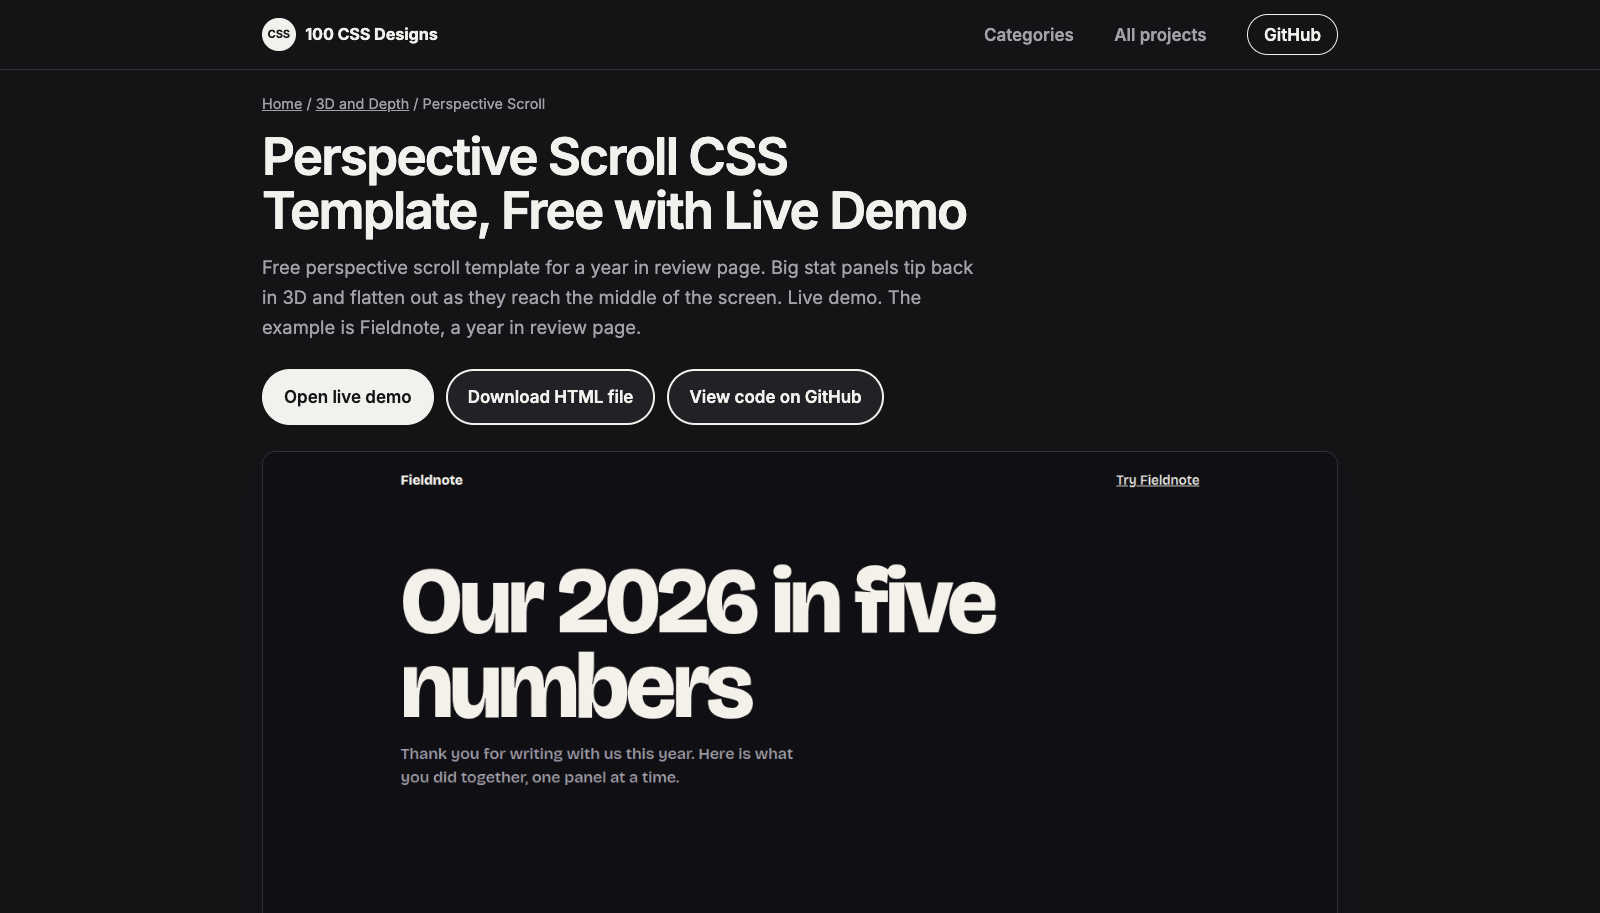 CSS 100 CSS Designs
Categories
All projects
GitHub
Home / 3D and Depth / Perspective Scroll
Perspective Scroll CSS
Template, Free with Live Demo
Free perspective scroll template for a year in review page. Big stat panels tip back
in 3D and flatten out as they reach the middle of the screen. Live demo. The
example is Fieldnote, a year in review page.
Open live demo
Download HTML file
View code on GitHub
Fieldnote
Try Fieldnote
Our 2026 in five
numbers
Thank you for writing with us this year. Here is what
you did together, one panel at a time.